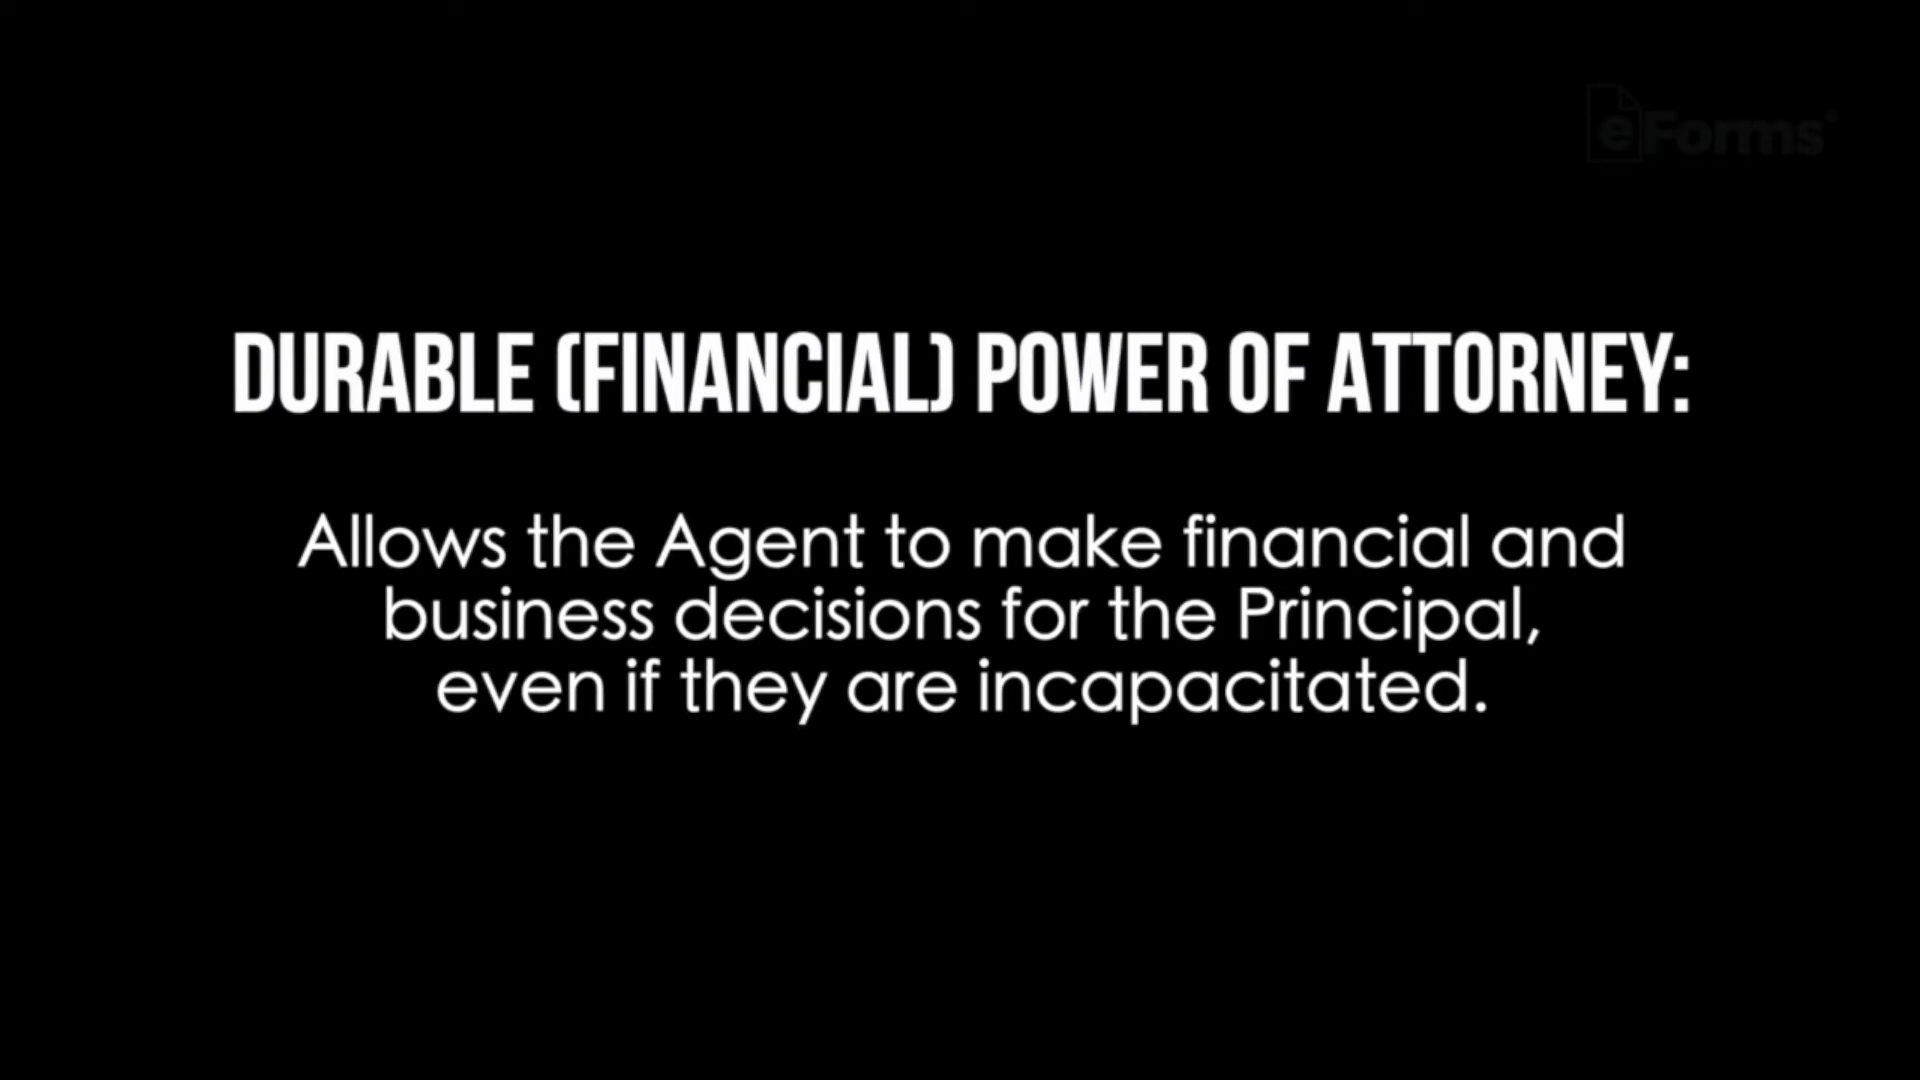 eForms®
DURABLE (FINANCIAL) POWER OF ATTORNEY:
Allows the Agent to make financial and
business decisions for the Principal,
even if they are incapacitated.